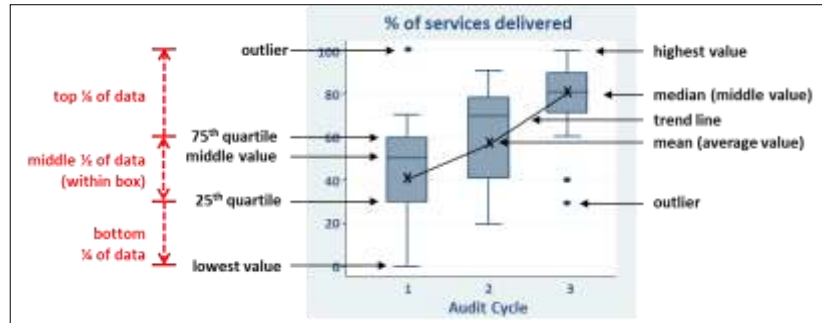 % of services delivered
outlier
100
highest value
top ¼ of data
80
median (middle value)
trend line
75th quartile
60
mean (average value)
middle ½ of data
(within box)
middle value
40
25th quartile
outlier
20
bottom
¼ of data
lowest value
0
1 2 3
Audit Cycle